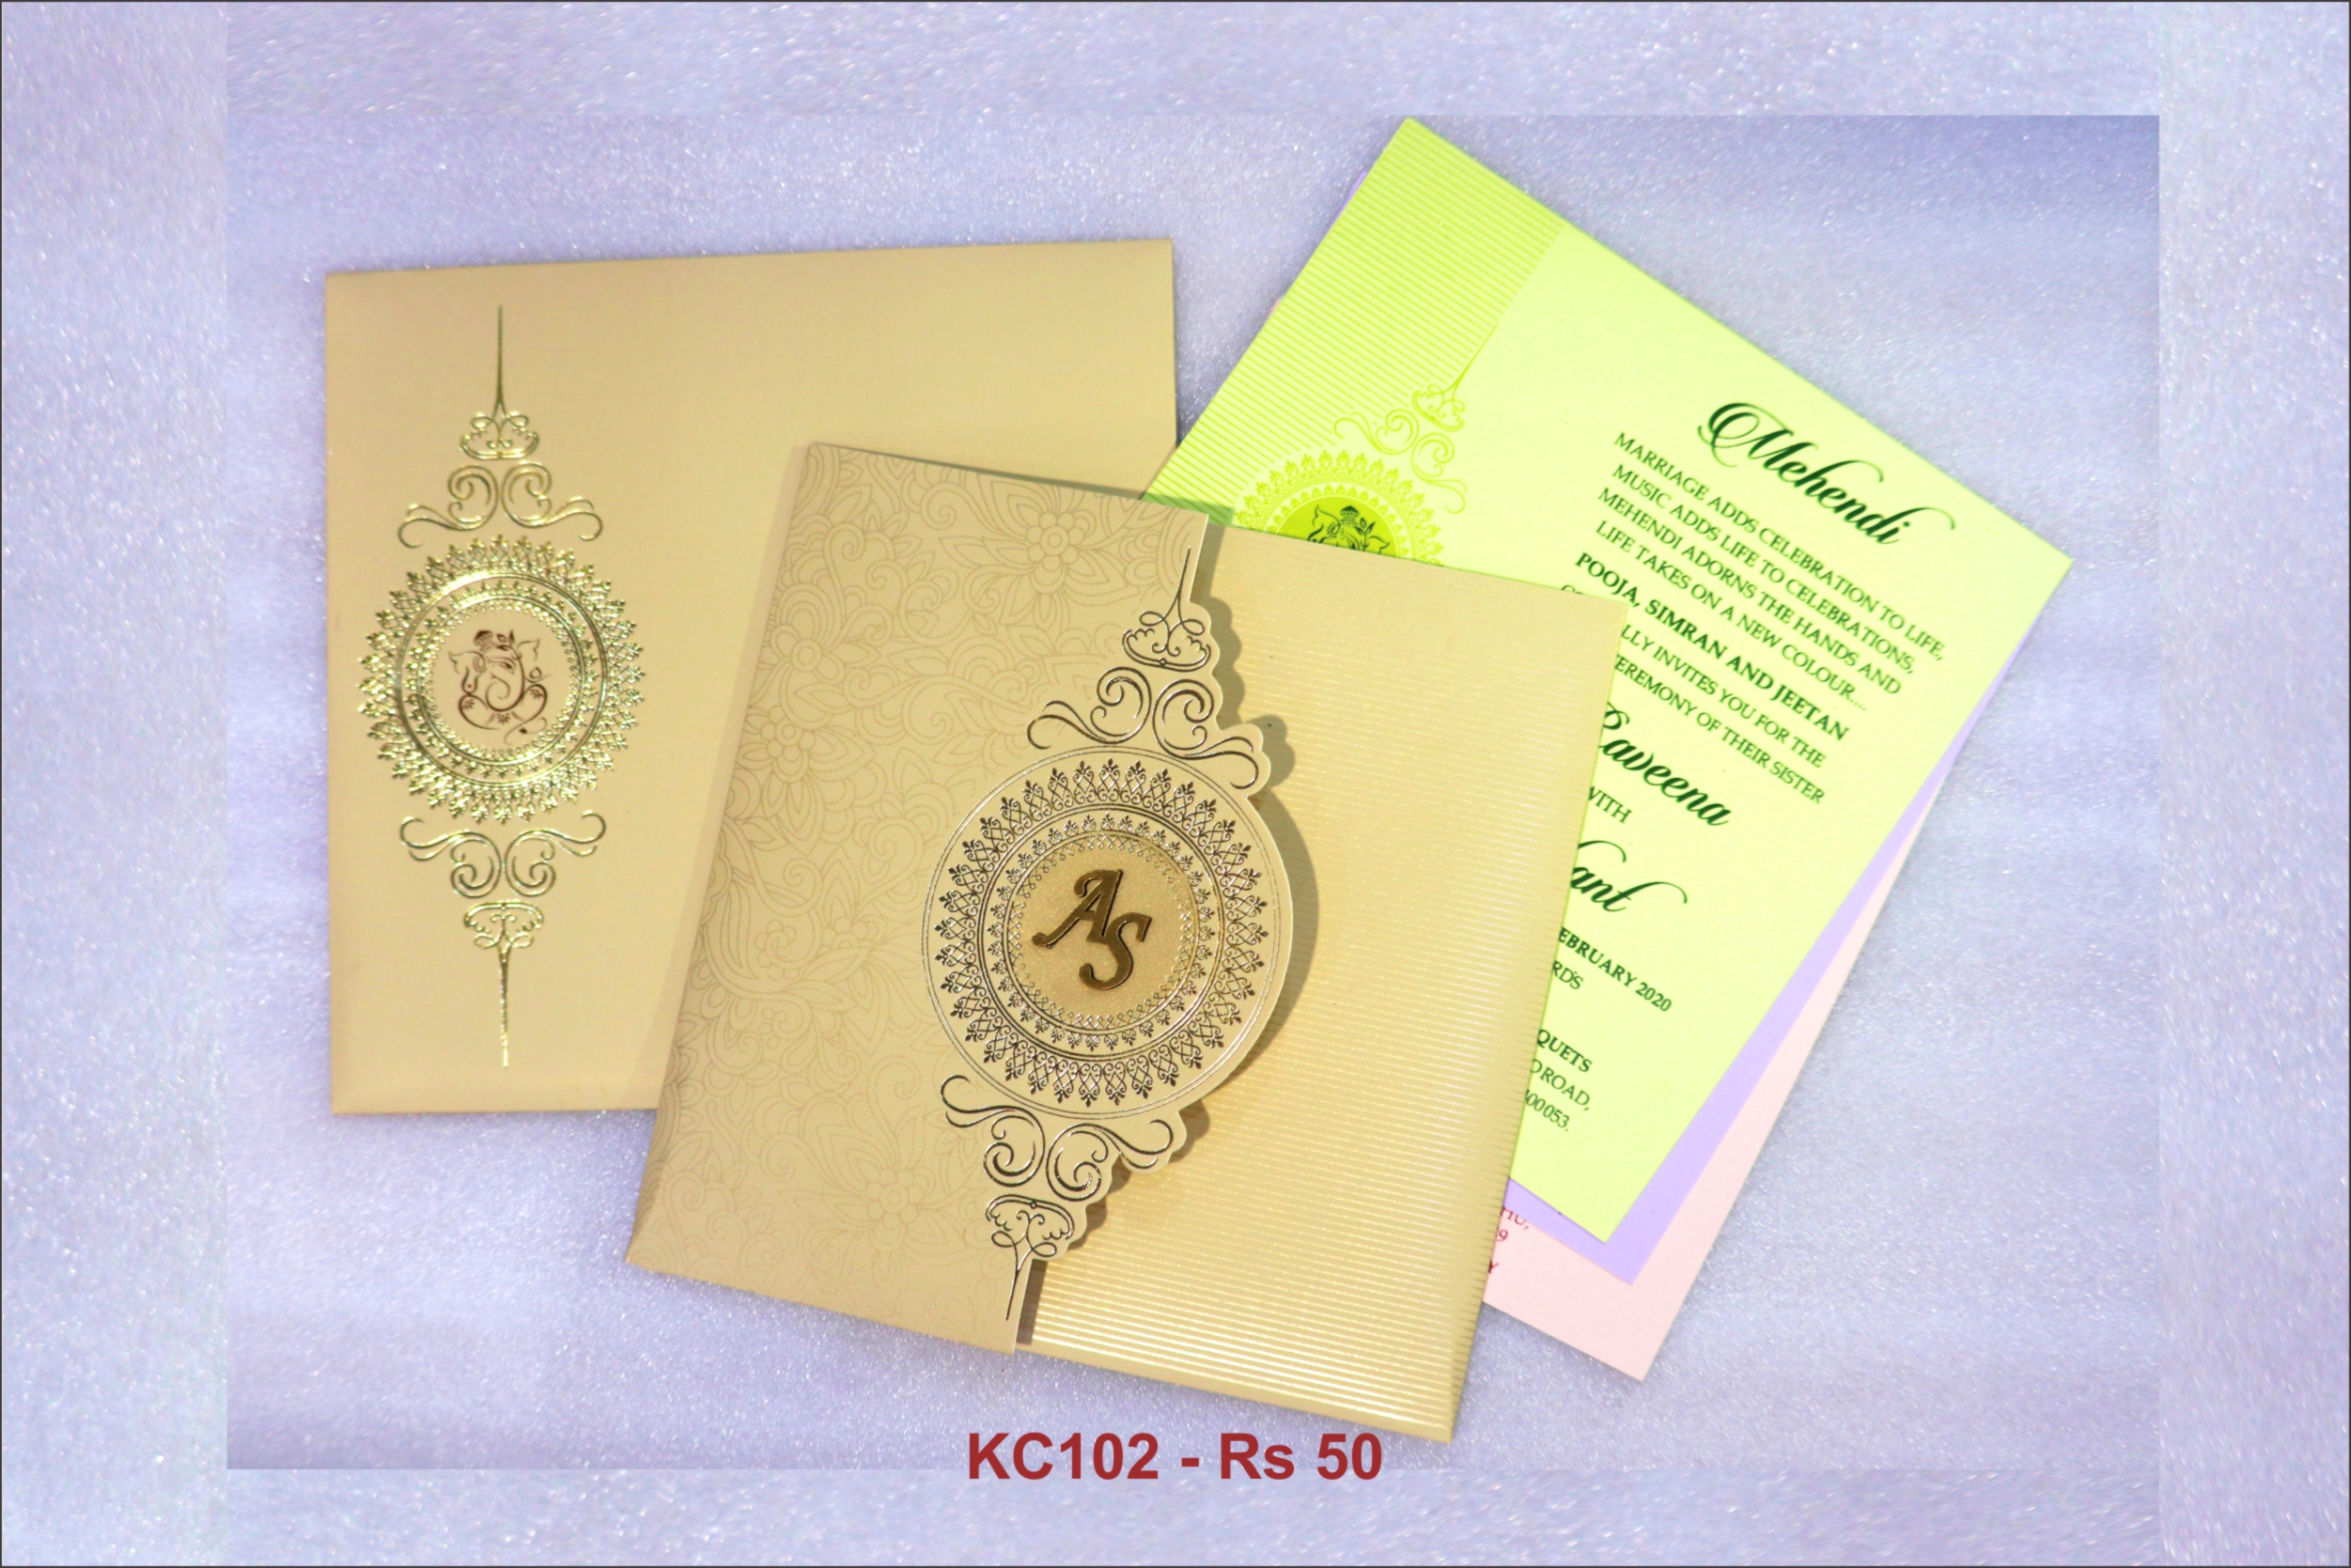 Mehendi
MARRIAGE ADDS CELEBRATION TO LIFE,
MUSIC ADDS LIFE TO CELEBRATIONS,
MEHENDI ADORNS THE HANDS AND
LIFE TAKES ON A NEW COLOUR....
POOJA, SIMRAN AND JEETAN
LLY INVITES YOU FOR THE
EREMONY OF THEIR SISTER
Raveena
WITH
ant
EBRUARY 2020
RDS
QUETS
ROAD,
400053.
AS
KC102 - Rs 50